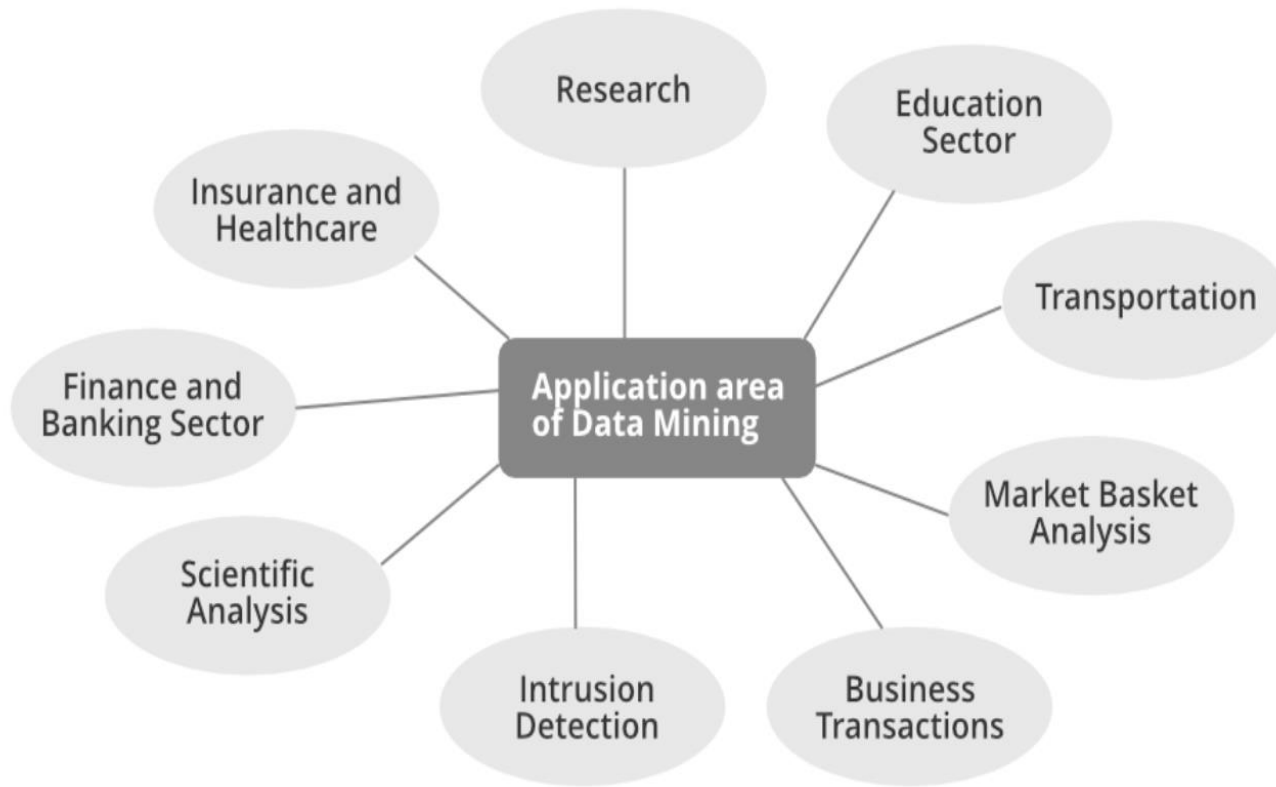 Research
Education
Sector
Insurance and
Healthcare
Transportation
Application area
of Data Mining
Finance and
Banking Sector
Market Basket
Analysis
Scientific
Analysis
Intrusion
Detection
Business
Transactions